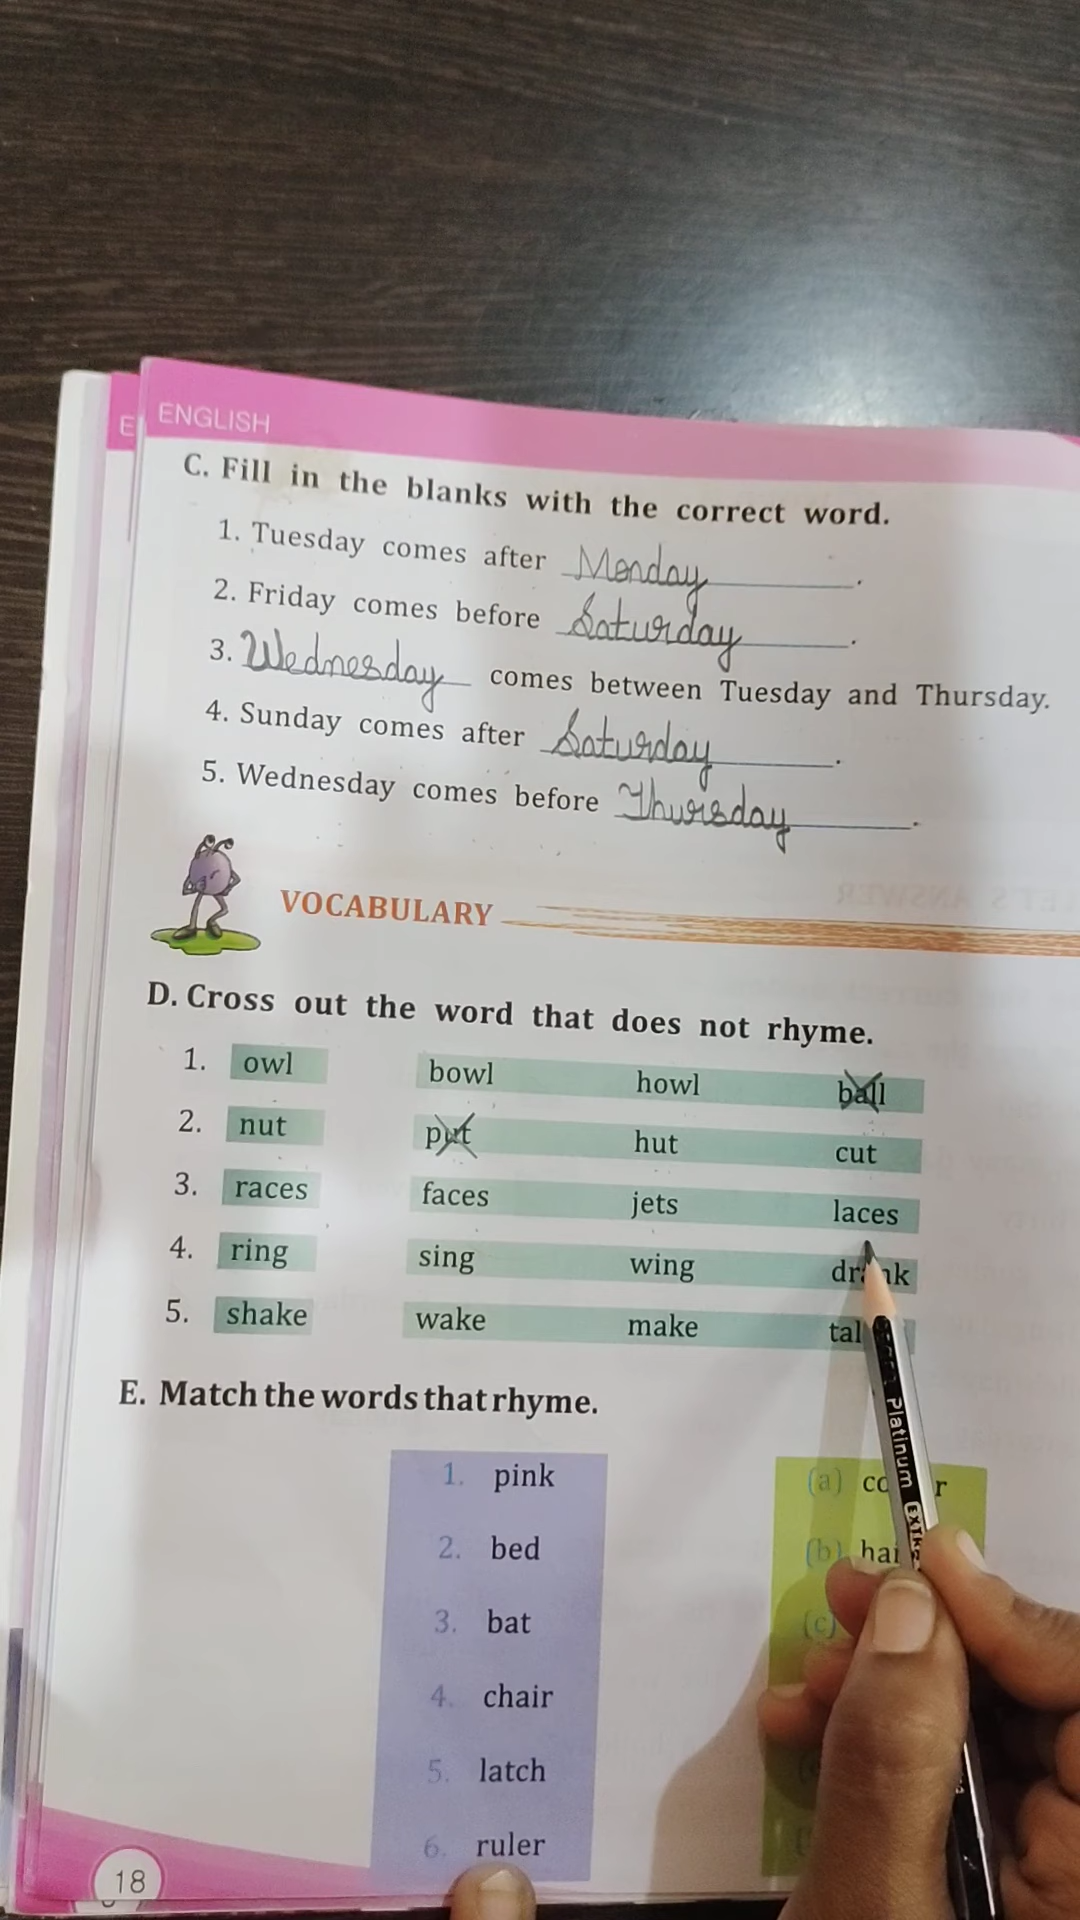 ENGLISH
C. Fill in the blanks with the correct word.
1. Tuesday comes after Monday.
2. Friday comes before Saturday.
3. Wednesday comes between Tuesday and Thursday.
4. Sunday comes after Saturday.
5. Wednesday comes before Thursday.
VOCABULARY
D. Cross out the word that does not rhyme.
1. owl bowl howl ball
2. nut put hut cut
3. races faces jets laces
4. ring sing wing drank
5. shake wake make
E. Match the words that rhyme.
1. pink (a)
2. bed (b)
3. bat (c)
4. chair
5. latch
6. ruler
18